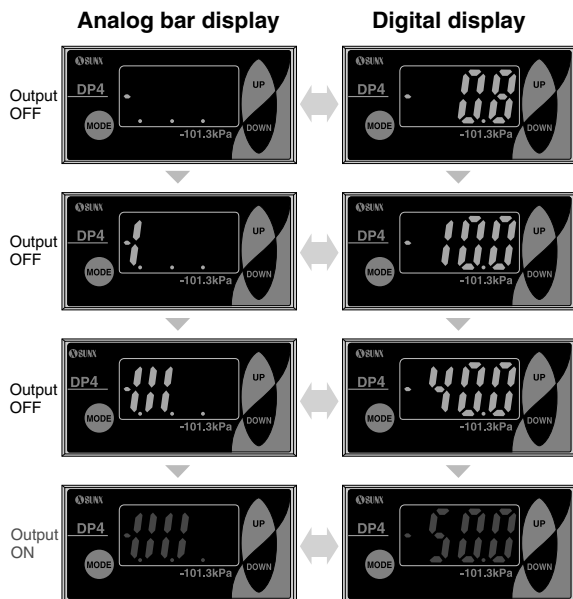 Analog bar display
Digital display
Output OFF
SUNX
DP4
MODE
UP
DOWN
-101.3kPa
SUNX
DP4
MODE
- 0.8
UP
DOWN
-101.3kPa
Output OFF
SUNX
DP4
MODE
UP
DOWN
-101.3kPa
SUNX
DP4
MODE
-10.0
UP
DOWN
-101.3kPa
Output OFF
SUNX
DP4
MODE
UP
DOWN
-101.3kPa
SUNX
DP4
MODE
-40.0
UP
DOWN
-101.3kPa
Output ON
SUNX
DP4
MODE
UP
DOWN
-101.3kPa
SUNX
DP4
MODE
-50.0
UP
DOWN
-101.3kPa